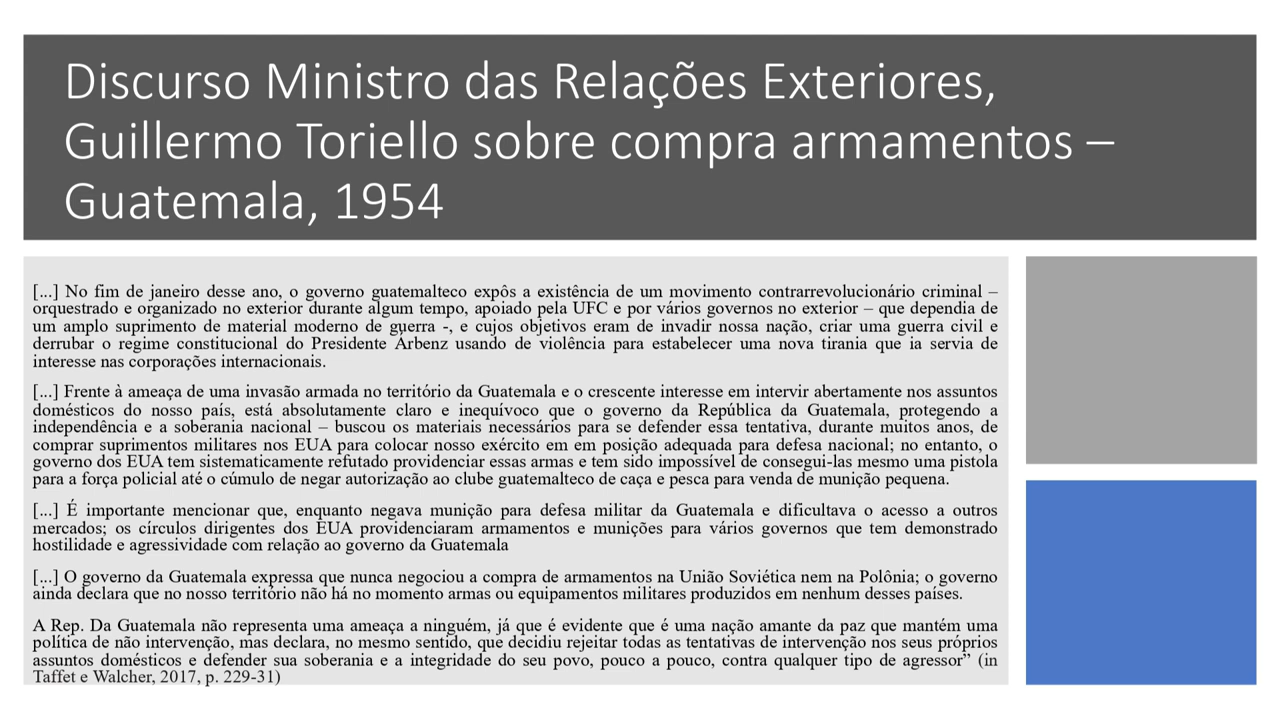 Discurso Ministro das Relações Exteriores,
Guillermo Toriello sobre compra armamentos –
Guatemala, 1954
[...] No fim de janeiro desse ano, o governo guatemalteco expôs a existência de um movimento contrarrevolucionário criminal –
orquestrado e organizado no exterior durante algum tempo, apoiado pela UFC e por vários governos no exterior – que dependia de
um amplo suprimento de material moderno de guerra -, e cujos objetivos eram de invadir nossa nação, criar uma guerra civil e
derrubar o regime constitucional do Presidente Arbenz usando de violência para estabelecer uma nova tirania que ia servia de
interesse nas corporações internacionais.
[...] Frente à ameaça de uma invasão armada no território da Guatemala e o crescente interesse em intervir abertamente nos assuntos
domésticos do nosso país, está absolutamente claro e inequívoco que o governo da República da Guatemala, protegendo a
independência e a soberania nacional – buscou os materiais necessários para se defender essa tentativa, durante muitos anos, de
comprar suprimentos militares nos EUA para colocar nosso exército em em posição adequada para defesa nacional; no entanto, o
governo dos EUA tem sistematicamente refutado providenciar essas armas e tem sido impossível de consegui-las mesmo uma pistola
para a força policial até o cúmulo de negar autorização ao clube guatemalteco de caça e pesca para venda de munição pequena.
[...] É importante mencionar que, enquanto negava munição para defesa militar da Guatemala e dificultava o acesso a outros
mercados; os círculos dirigentes dos EUA providenciaram armamentos e munições para vários governos que tem demonstrado
hostilidade e agressividade com relação ao governo da Guatemala
[...] O governo da Guatemala expressa que nunca negociou a compra de armamentos na União Soviética nem na Polônia; o governo
ainda declara que no nosso território não há no momento armas ou equipamentos militares produzidos em nenhum desses países.
A Rep. Da Guatemala não representa uma ameaça a ninguém, já que é evidente que é uma nação amante da paz que mantém uma
política de não intervenção, mas declara, no mesmo sentido, que decidiu rejeitar todas as tentativas de intervenção nos seus próprios
assuntos domésticos e defender sua soberania e a integridade do seu povo, pouco a pouco, contra qualquer tipo de agressor” (in
Taffet e Walcher, 2017, p. 229-31)